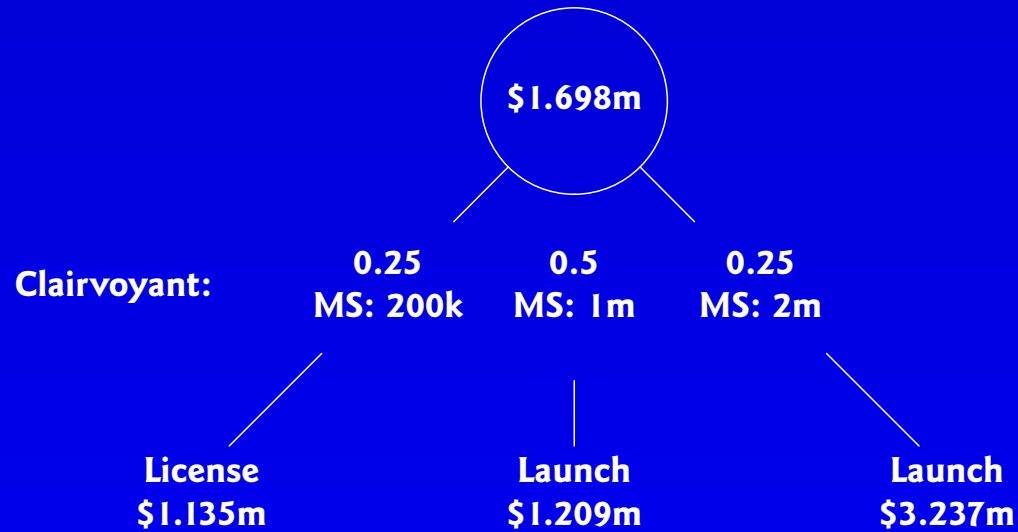 $1.698m
Clairvoyant:
0.25
MS: 200k
0.5
MS: 1m
0.25
MS: 2m
License
$1.135m
Launch
$1.209m
Launch
$3.237m